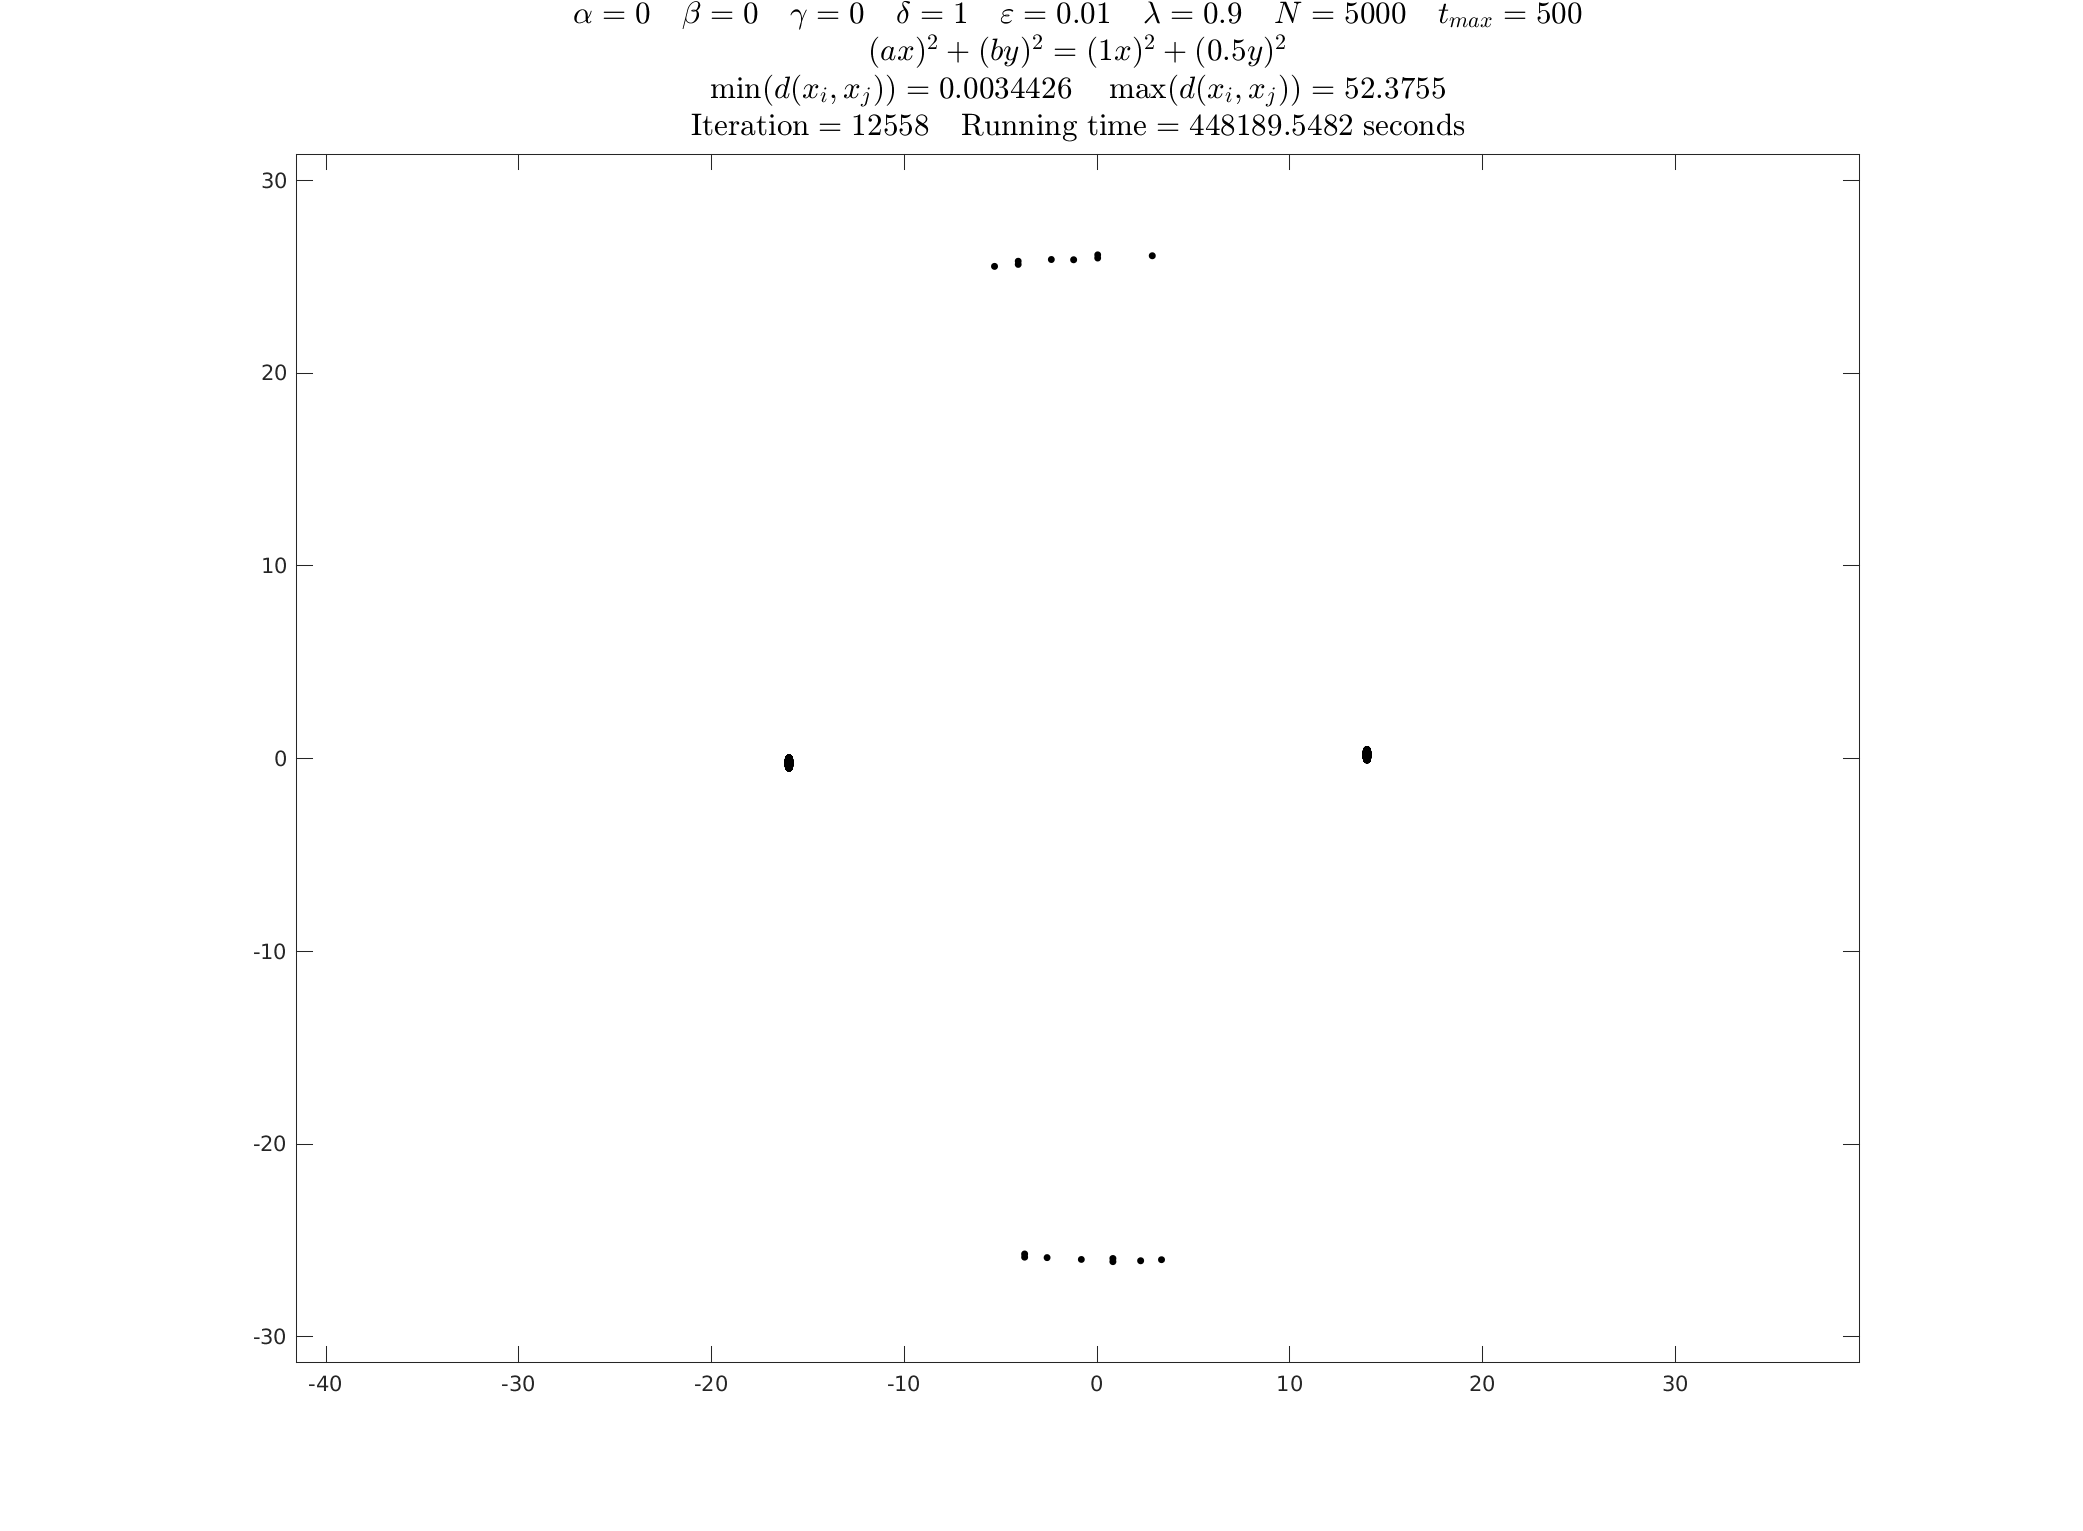 α = 0 β = 0 γ = 0 δ = 1 ε = 0.01 λ = 0.9 N = 5000 t_{max} = 500
(ax)² + (by)² = (1x)² + (0.5y)²
min(d(x_i, x_j)) = 0.0034426 max(d(x_i, x_j)) = 52.3755
Iteration = 12558 Running time = 448189.5482 seconds
30
20
10
0
-10
-20
-30
-40 -30 -20 -10 0 10 20 30